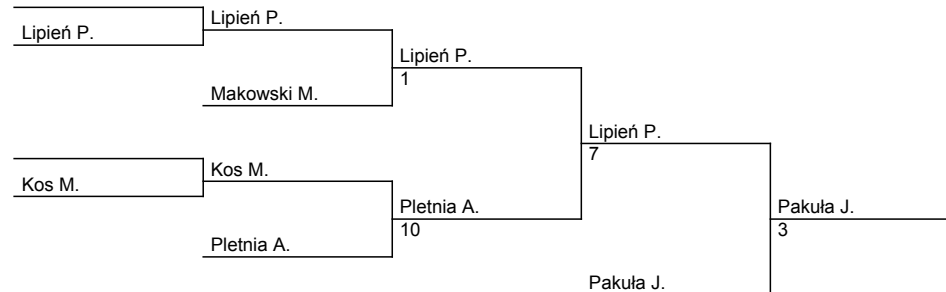 Lipień P.
Lipień P.
Lipień P.
1
Makowski M.
Lipień P.
7
Kos M.
Kos M.
Pletnia A.
10
Pakuła J.
3
Pletnia A.
Pakuła J.